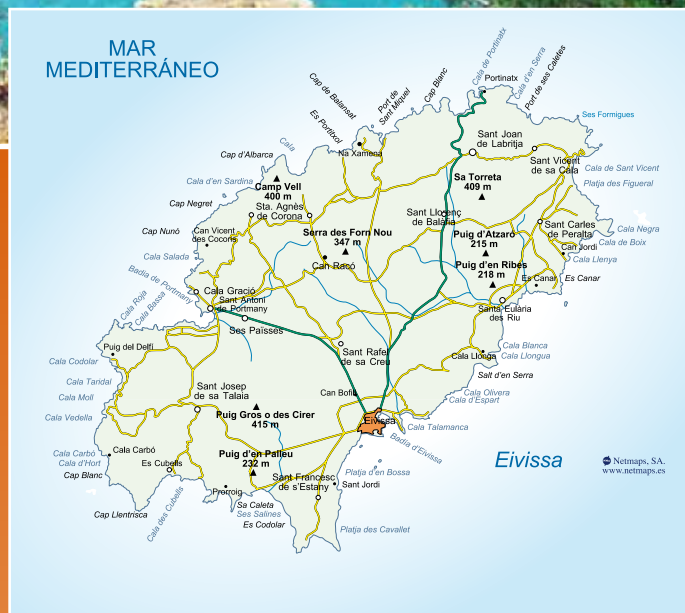 MAR
MEDITERRÁNEO
Cala de Portinatx
Portinatx
Cala d'en Serra
Port de ses Caletes
Cap Blanc
Port de
Sant Miquel
Cap de Balansat
Es Portitxol
Ses Formigues
Na Xamena
Cala
Cap d'Albarca
Sant Joan
de Labritja
Sant Vicent
de sa Cala
Cala de Sant Vicent
Cala d'en Sardina
Camp Vell
400 m
Sa Torreta
409 m
Platja des Figueral
Cap Negret
Sta. Agnès
de Corona
Sant Llorenç
de Balàfia
Cala Negra
Cap Nunó
Can Vicent
des Cocons
Serra des Forn Nou
347 m
Puig d'Atzaró
215 m
Sant Carles
de Peralta
Cala de Boix
Can Jordi
Cala Llenya
Cala Salada
Can Racó
Puig d'en Ribes
218 m
Es Canar
Es Canar
Badia de Portmany
Cala Gració
Sant Antoni
de Portmany
Santa Eulària
des Riu
Cala Roja
Cala Bassa
Ses Païsses
Puig del Delfí
Sant Rafel
de sa Creu
Cala Blanca
Cala Llonga
Cala Llongua
Cala Codolar
Salt d'en Serra
Cala Taridal
Sant Josep
de sa Talaia
Can Bofill
Cala Olivera
Cala d'Espart
Cala Moll
Puig Gros o des Cirer
415 m
Eivissa
Cala Vedella
Cala Talamanca
Badía d'Eivissa
Cala Carbó
Cala Carbó
Cala d'Hort
Cap Blanc
Es Cubells
Puig d'en Palleu
232 m
Eivissa
Netmaps, SA.
www.netmaps.es
Platja d'en Bossa
Sant Francesc
de s'Estany
Sant Jordi
Prorroig
Cap Llentrisca
Cala des Cubells
Sa Caleta
Ses Salines
Es Codolar
Platja des Cavallet